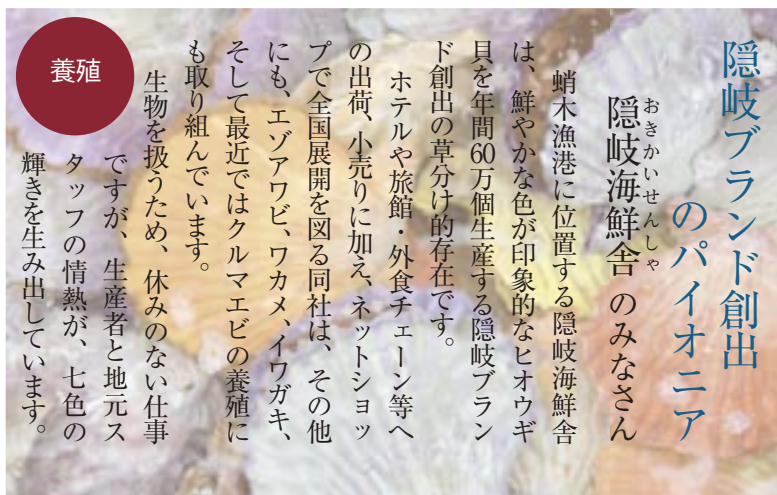 隠岐ブランド創出
のパイオニア
おきかいせんしゃ
隠岐海鮮舎のみなさん
蛸木漁港に位置する隠岐海鮮舎
は、鮮やかな色が印象的なヒオウギ
貝を年間60万個生産する隠岐ブラン
ド創出の草分け的存在です。
ホテルや旅館・外食チェーン等へ
の出荷、小売りに加え、ネットショッ
プで全国展開を図る同社は、その他
にも、エゾアワビ、ワカメ、イワガキ、
そして最近ではクルマエビの養殖に
も取り組んでいます。
生物を扱うため、休みのない仕事
ですが、生産者と地元ス
タッフの情熱が、七色の
輝きを生み出しています。
養殖